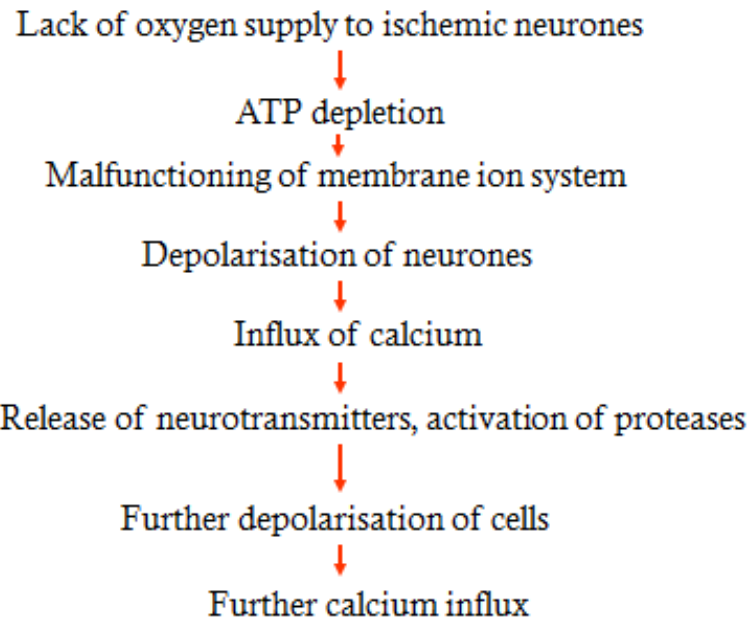 Lack of oxygen supply to ischemic neurones
ATP depletion
Malfunctioning of membrane ion system
Depolarisation of neurones
Influx of calcium
Release of neurotransmitters, activation of proteases
Further depolarisation of cells
Further calcium influx